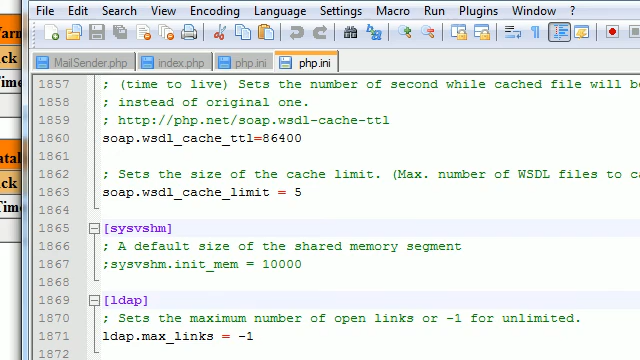 File Edit Search View Encoding Language Settings Macro Run Plugins Window ?
MailSender.php index.php php.ini php.ini
1857 ; (time to live) Sets the number of second while cached file will be
1858 ; instead of original one.
1859 ; http://php.net/soap.wsdl-cache-ttl
1860 soap.wsdl_cache_ttl=86400
1861
1862 ; Sets the size of the cache limit. (Max. number of WSDL files to ca
1863 soap.wsdl_cache_limit = 5
1864
1865 [sysvshm]
1866 ; A default size of the shared memory segment
1867 ;sysvshm.init_mem = 10000
1868
1869 [ldap]
1870 ; Sets the maximum number of open links or -1 for unlimited.
1871 ldap.max_links = -1
1872